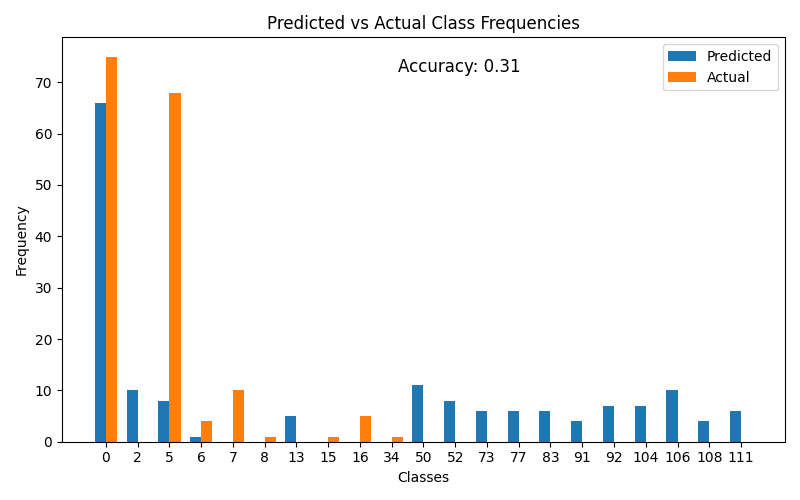 Predicted vs Actual Class Frequencies
Accuracy: 0.31
Predicted
Actual
Frequency
70
60
50
40
30
20
10
0
0 2 5 6 7 8 13 15 16 34 50 52 73 77 83 91 92 104 106 108 111
Classes